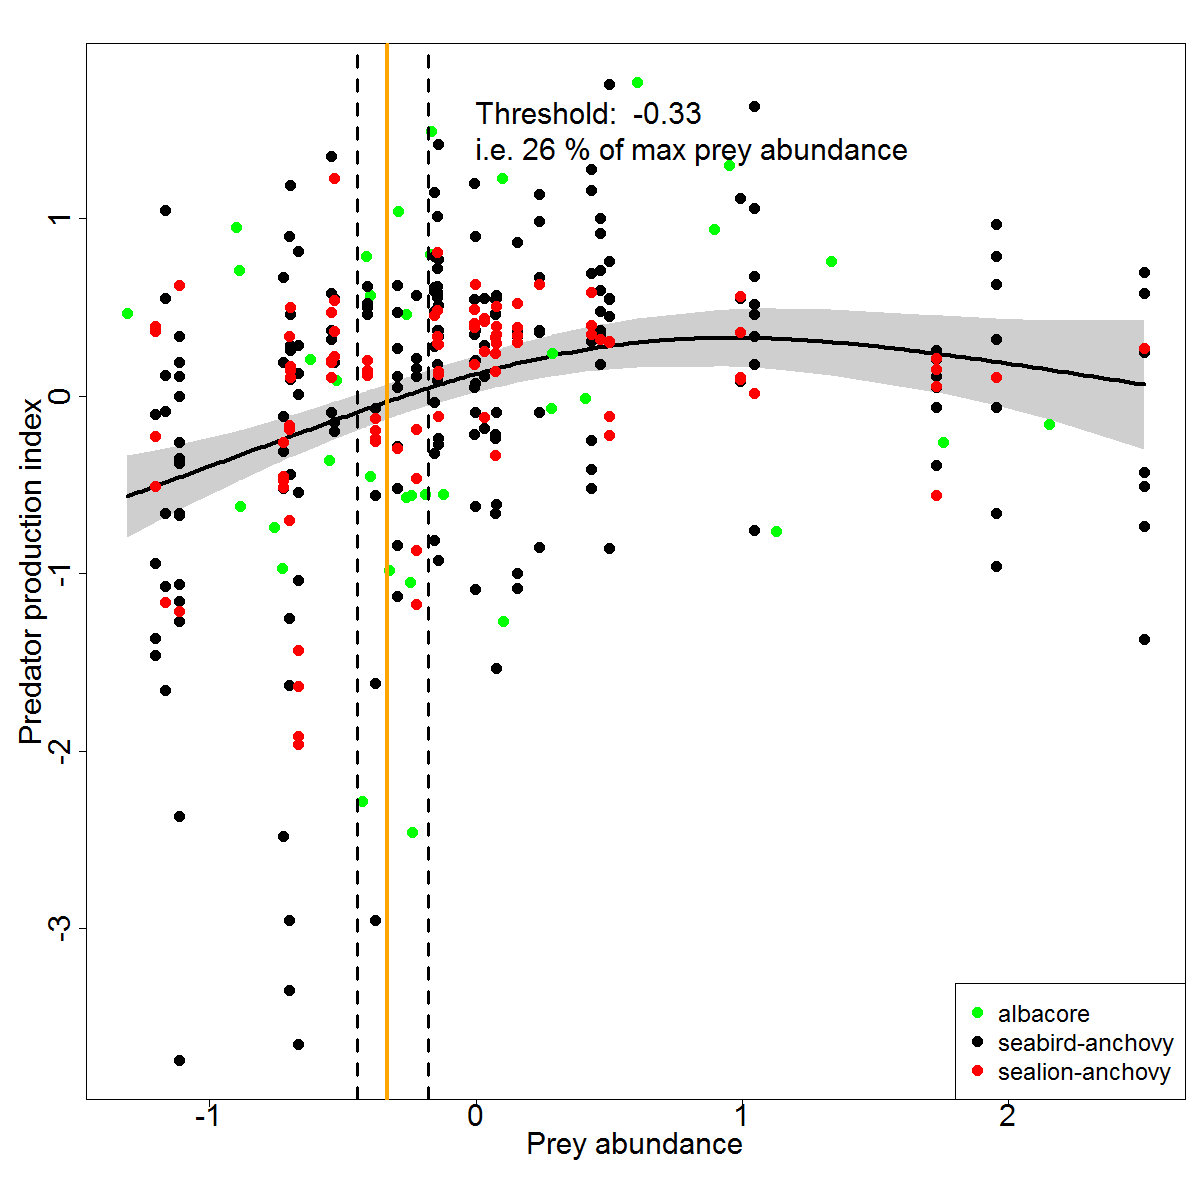 Threshold:  -0.33
i.e. 26 % of max prey abundance
Predator production index
1
0
-1
-2
-3
albacore
seabird-anchovy
sealion-anchovy
-1
0
1
2
Prey abundance